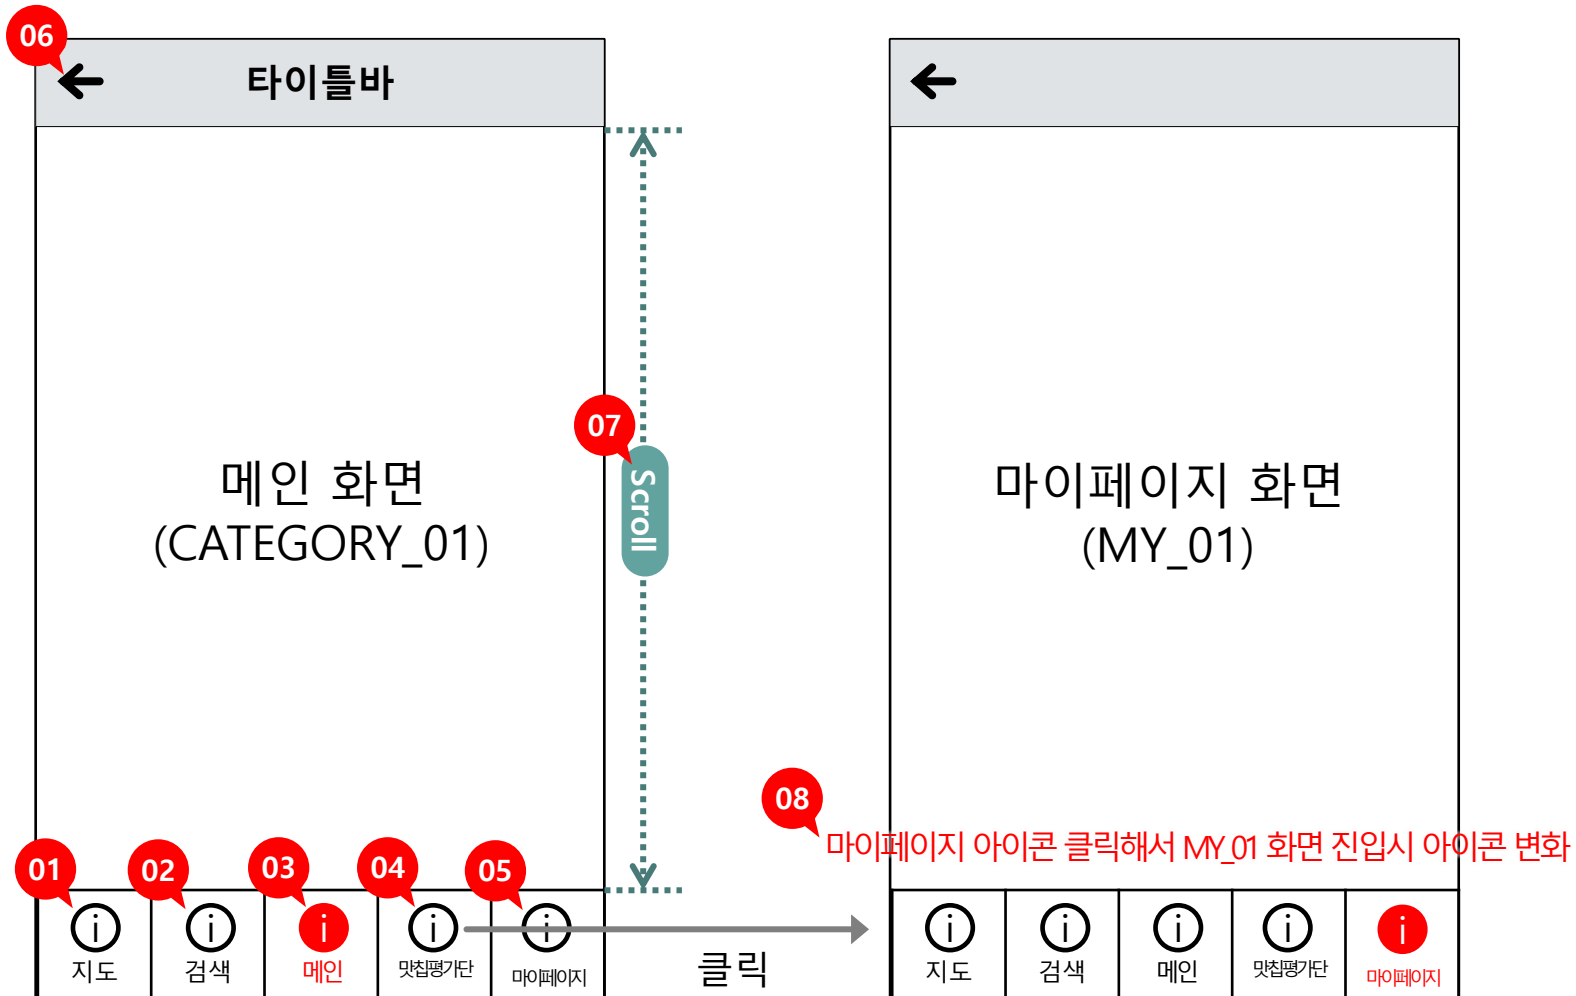 06
타이틀바
07
메인 화면
(CATEGORY_01)
Scroll
마이페이지 화면
(MY_01)
08
마이페이지 아이콘 클릭해서 MY_01 화면 진입시 아이콘 변화
01
02
03
04
05
지도
검색
메인
맛집평가단
마이페이지
클릭
지도
검색
메인
맛집평가단
마이페이지